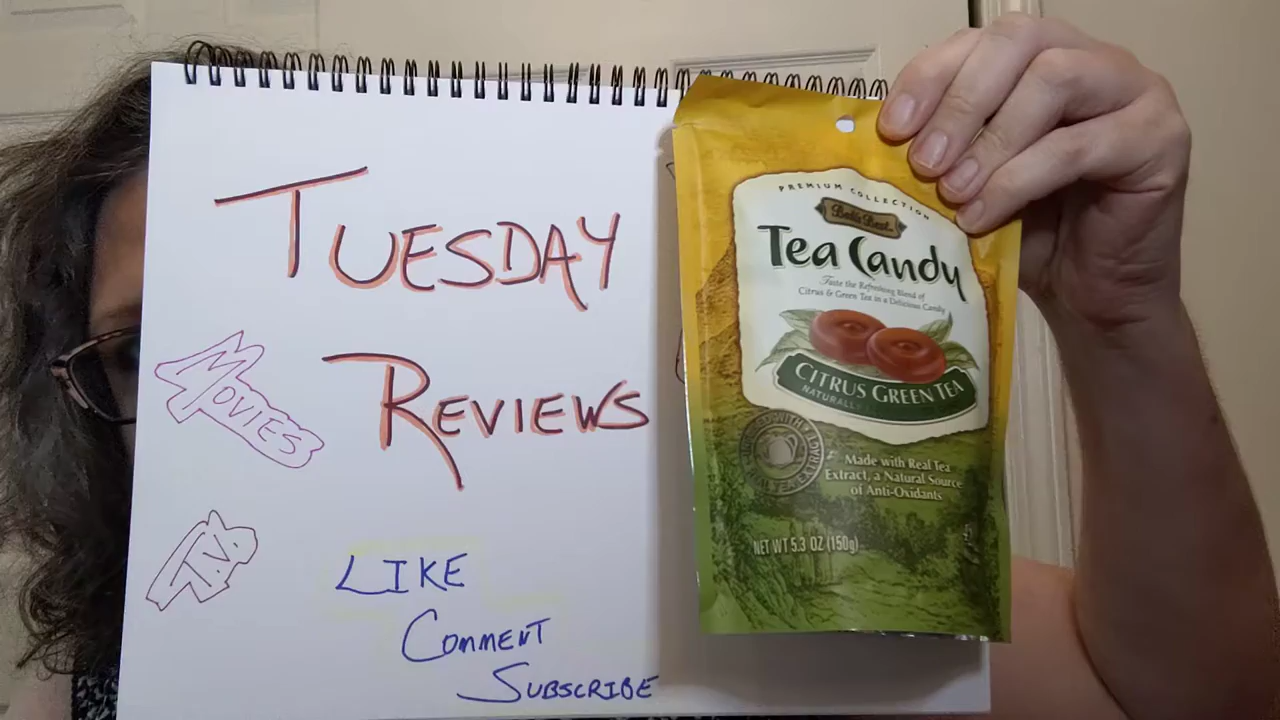 TUESDAY
REVIEWS
MOVIES
T.V.
LIKE
COMMENT
SUBSCRIBE
PREMIUM COLLECTION
Bali's Best
Tea Candy
Taste the Refreshing Blend of
Citrus & Green Tea in a Delicious Candy
CITRUS GREEN TEA
NATURALLY
Made with Real Tea
Extract, a Natural Source
of Anti-Oxidants
NET WT 5.3 OZ (150g)